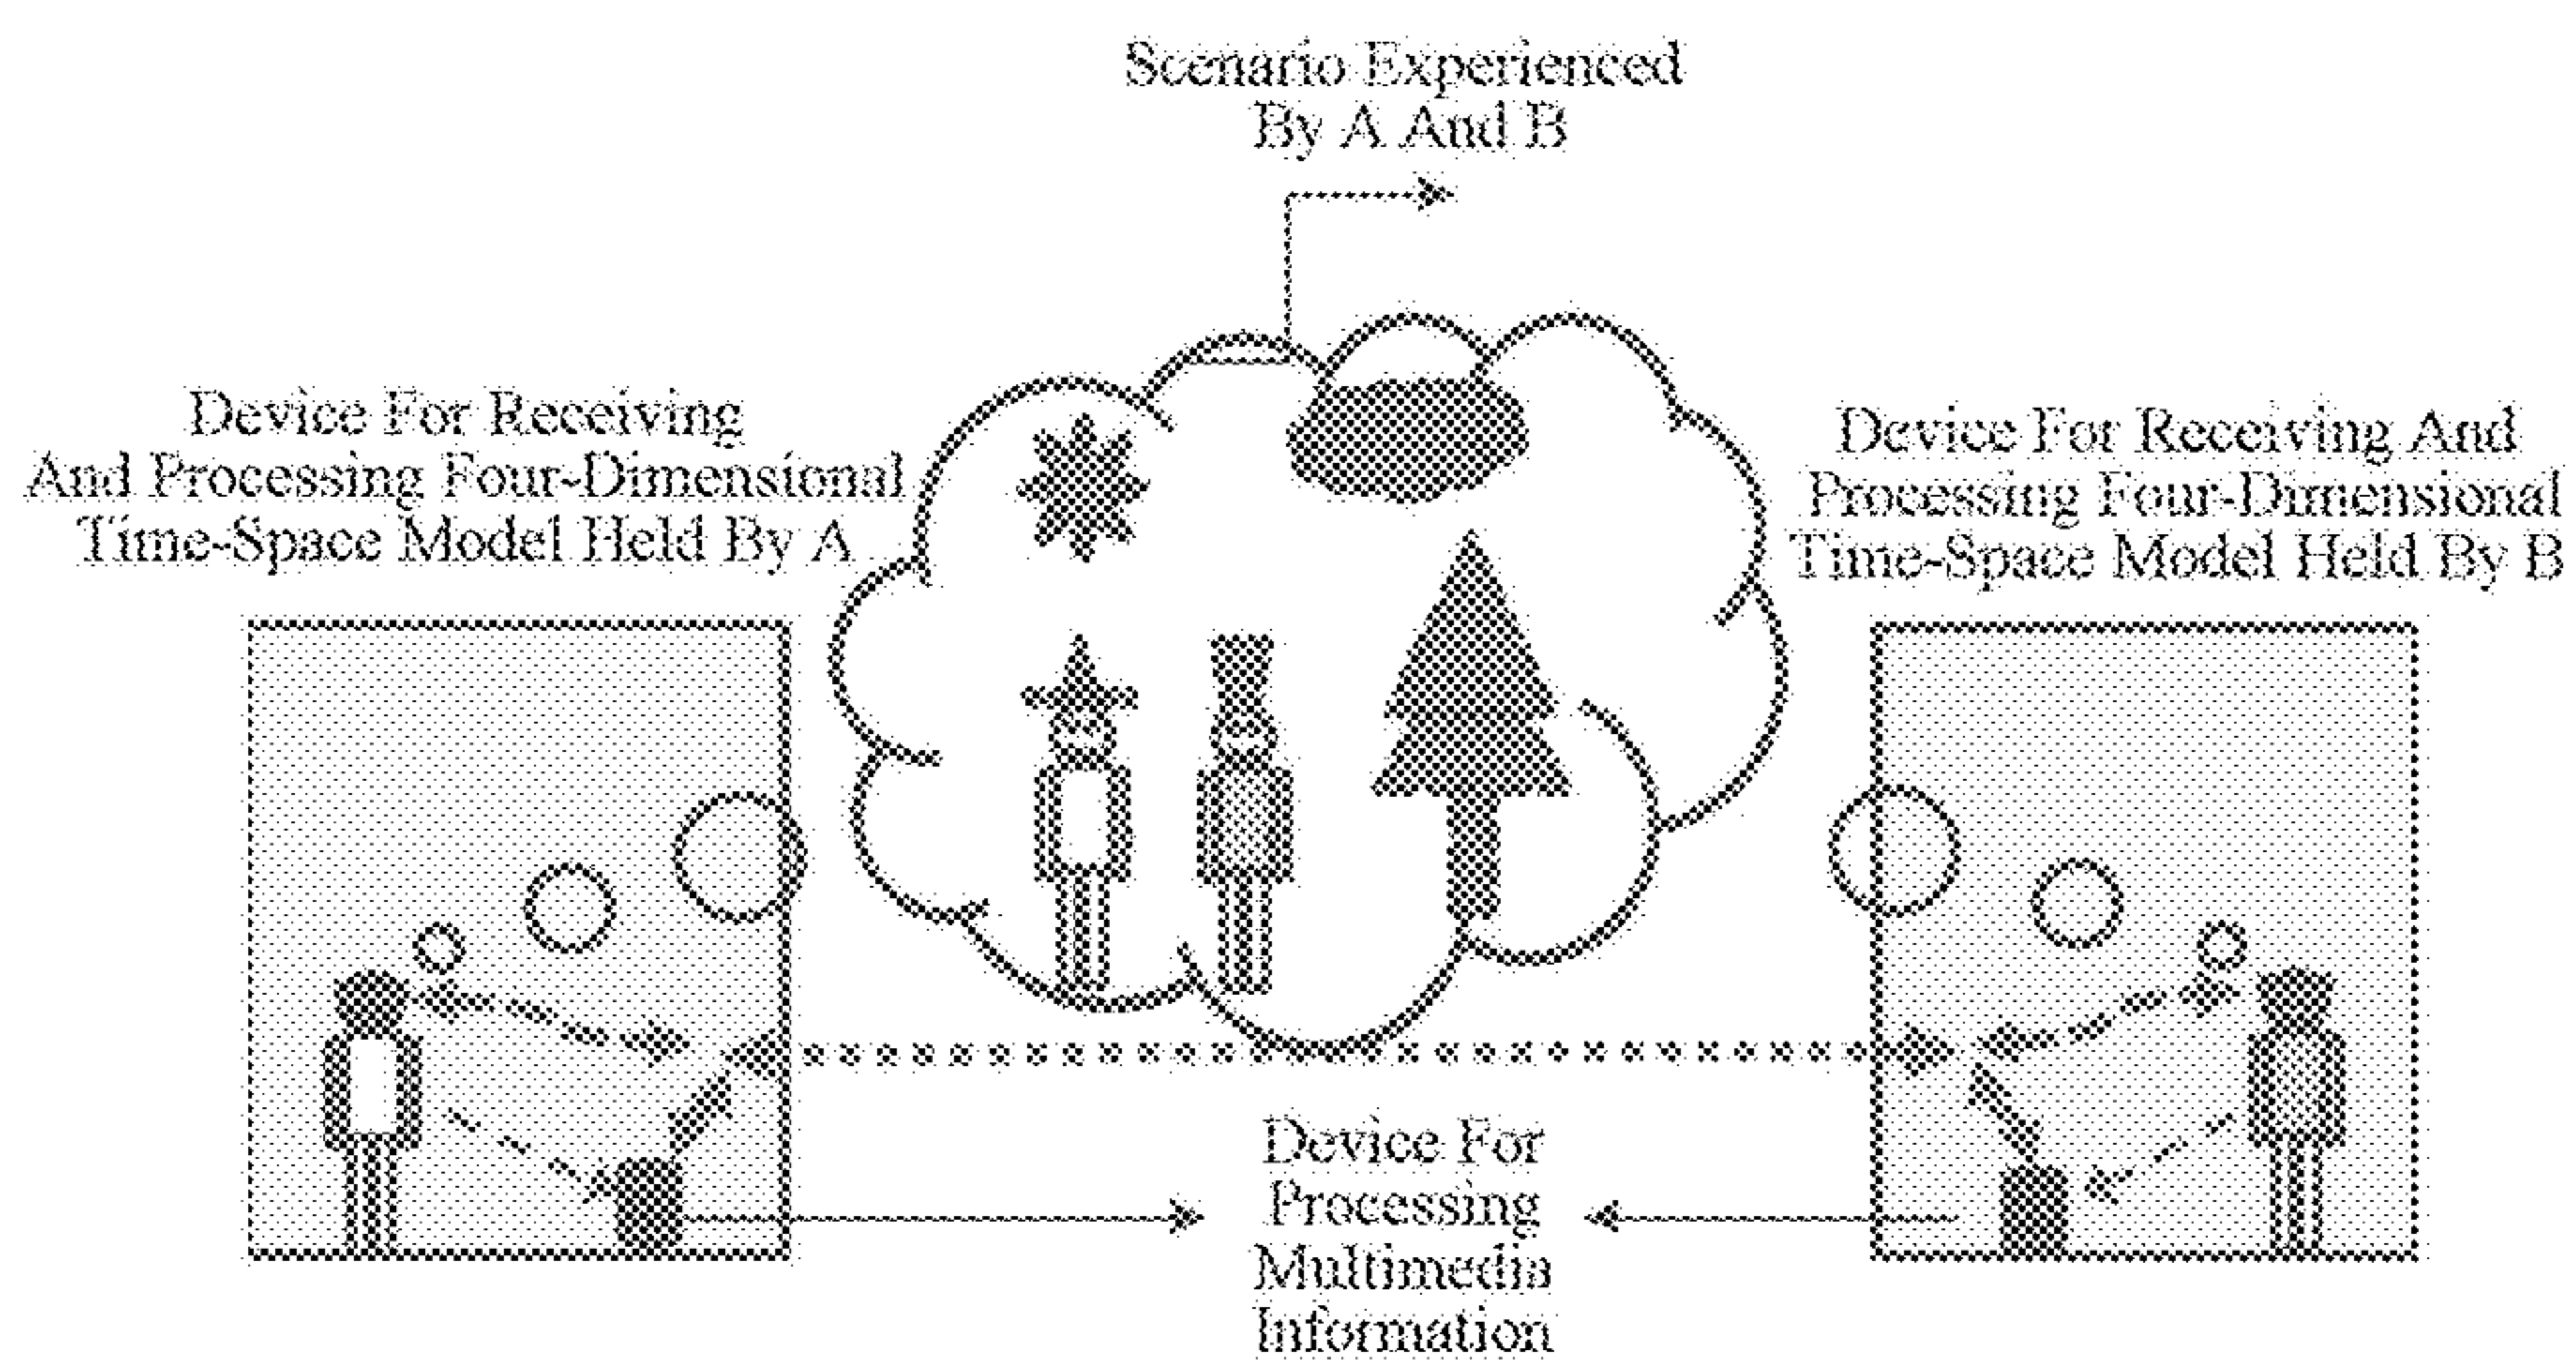 Scenario Experienced
By A And B
Device For Receiving
And Processing Four-Dimensional
Time-Space Model Held By A
Device For Receiving And
Processing Four-Dimensional
Time-Space Model Held By B
Device For
Processing
Multimedia
Information